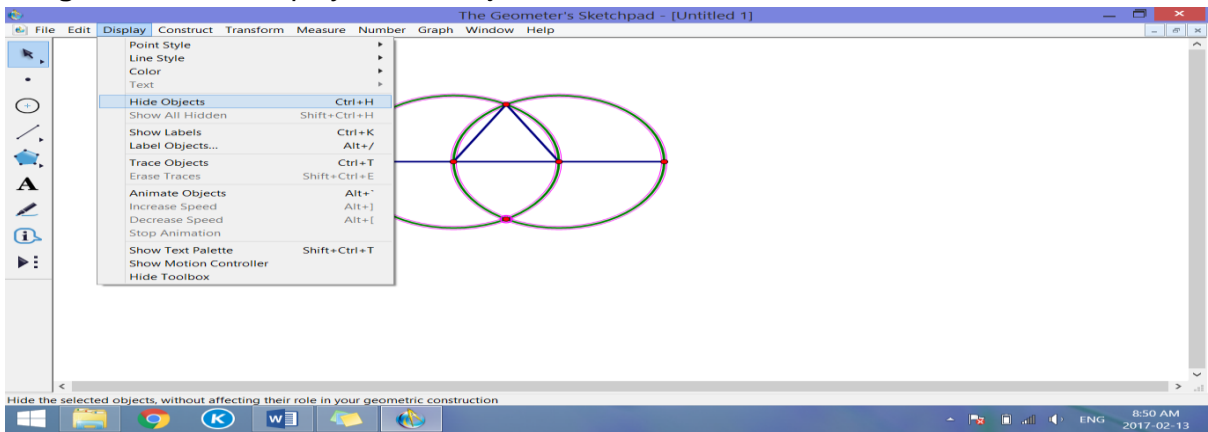 The Geometer's Sketchpad - [Untitled 1]
File Edit Display Construct Transform Measure Number Graph Window Help
Point Style
Line Style
Color
Text
Hide Objects Ctrl+H
Show All Hidden Shift+Ctrl+H
Show Labels Ctrl+K
Label Objects... Alt+/
Trace Objects Ctrl+T
Erase Traces Shift+Ctrl+E
Animate Objects Alt+`
Increase Speed Alt+]
Decrease Speed Alt+[
Stop Animation
Show Text Palette Shift+Ctrl+T
Show Motion Controller
Hide Toolbox
A
Hide the selected objects, without affecting their role in your geometric construction
K
W
ENG
8:50 AM
2017-02-13